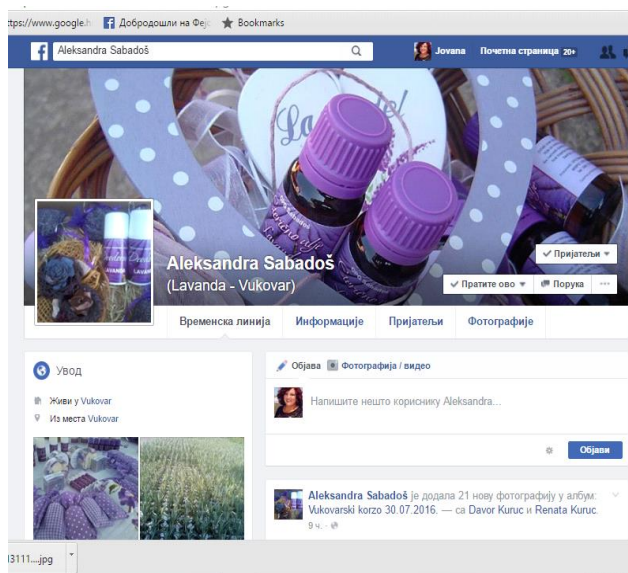 ttps://www.google.h Добродошли на Феј Bookmarks
Aleksandra Sabadoš
Jovana Почетна страница 20+
Aleksandra Sabadoš
(Lavanda - Vukovar)
Пријатељи
Пратите ово Порука ...
LAVANDA
Временска линија Информације Пријатељи Фотографије
Увод
Живи у Vukovar
Из места Vukovar
Објава Фотографија / видео
Напишите нешто кориснику Aleksandra...
Објави
Aleksandra Sabadoš је додала 21 нову фотографију у албум:
Vukovarski korzo 30.07.2016. — са Davor Kuruc и Renata Kuruc.
9 ч. ·
3111....jpg